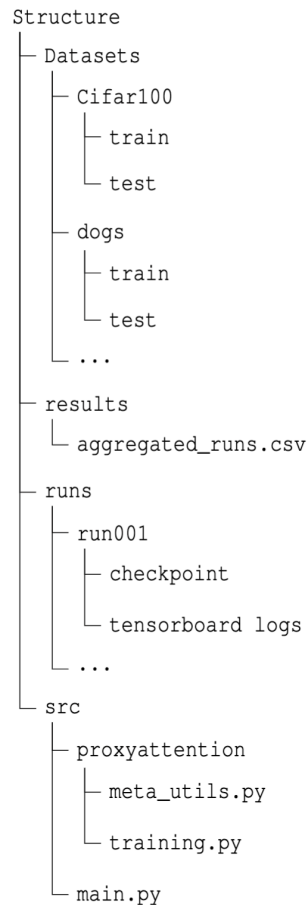 Structure
Datasets
Cifar100
train
test
dogs
train
test
...
results
aggregated_runs.csv
runs
run001
checkpoint
tensorboard logs
...
src
proxyattention
meta_utils.py
training.py
main.py